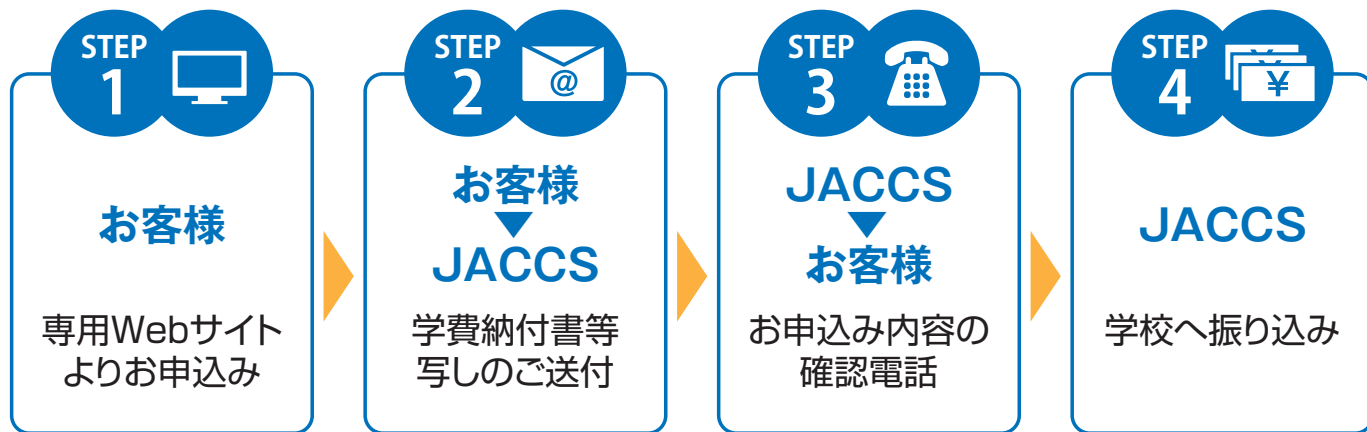 STEP
1
お客様
専用Webサイト
よりお申込み
STEP
2
@
お客様
▼
JACCS
学費納付書等
写しのご送付
STEP
3
JACCS
▼
お客様
お申込み内容の
確認電話
STEP
4
¥
JACCS
学校へ振り込み